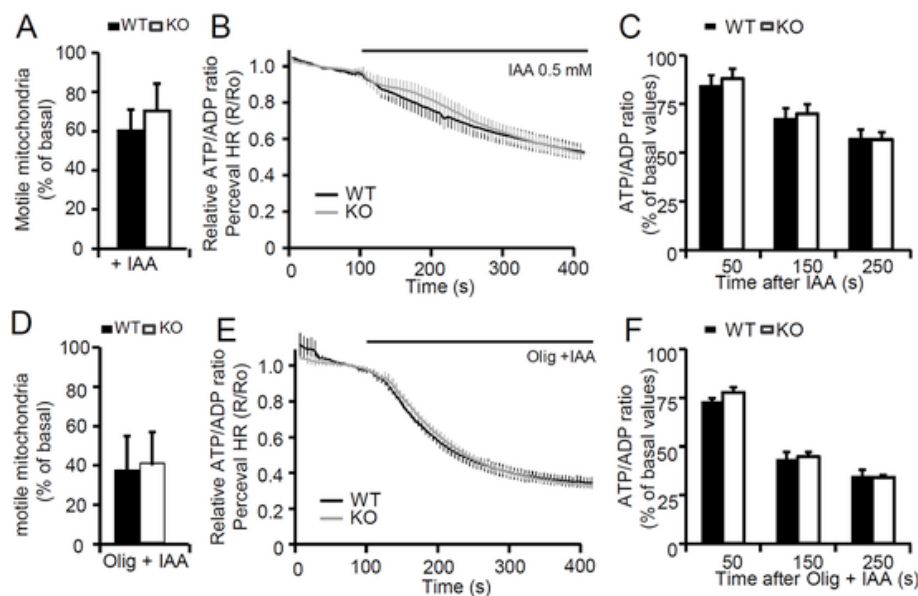 A
WT KO
Motile mitochondria
(% of basal)
100
80
60
40
20
0
+ IAA
B
Relative ATP/ADP ratio
Perceval HR (R/Ro)
1.0
0.8
0.6
0.4
0.2
0
IAA 0.5 mM
WT
KO
0 100 200 300 400
Time (s)
C
WT KO
ATP/ADP ratio
(% of basal values)
100
75
50
25
0
50 150 250
Time after IAA (s)
D
WT KO
motile mitochondria
(% of basal)
100
80
60
40
20
0
Olig + IAA
E
Relative ATP/ADP ratio
Perceval HR (R/Ro)
1.0
0.8
0.6
0.4
0.2
0
Olig +IAA
WT
KO
0 100 200 300 400
Time (s)
F
WT KO
ATP/ADP ratio
(% of basal values)
100
75
50
25
0
50 150 250
Time after Olig + IAA (s)